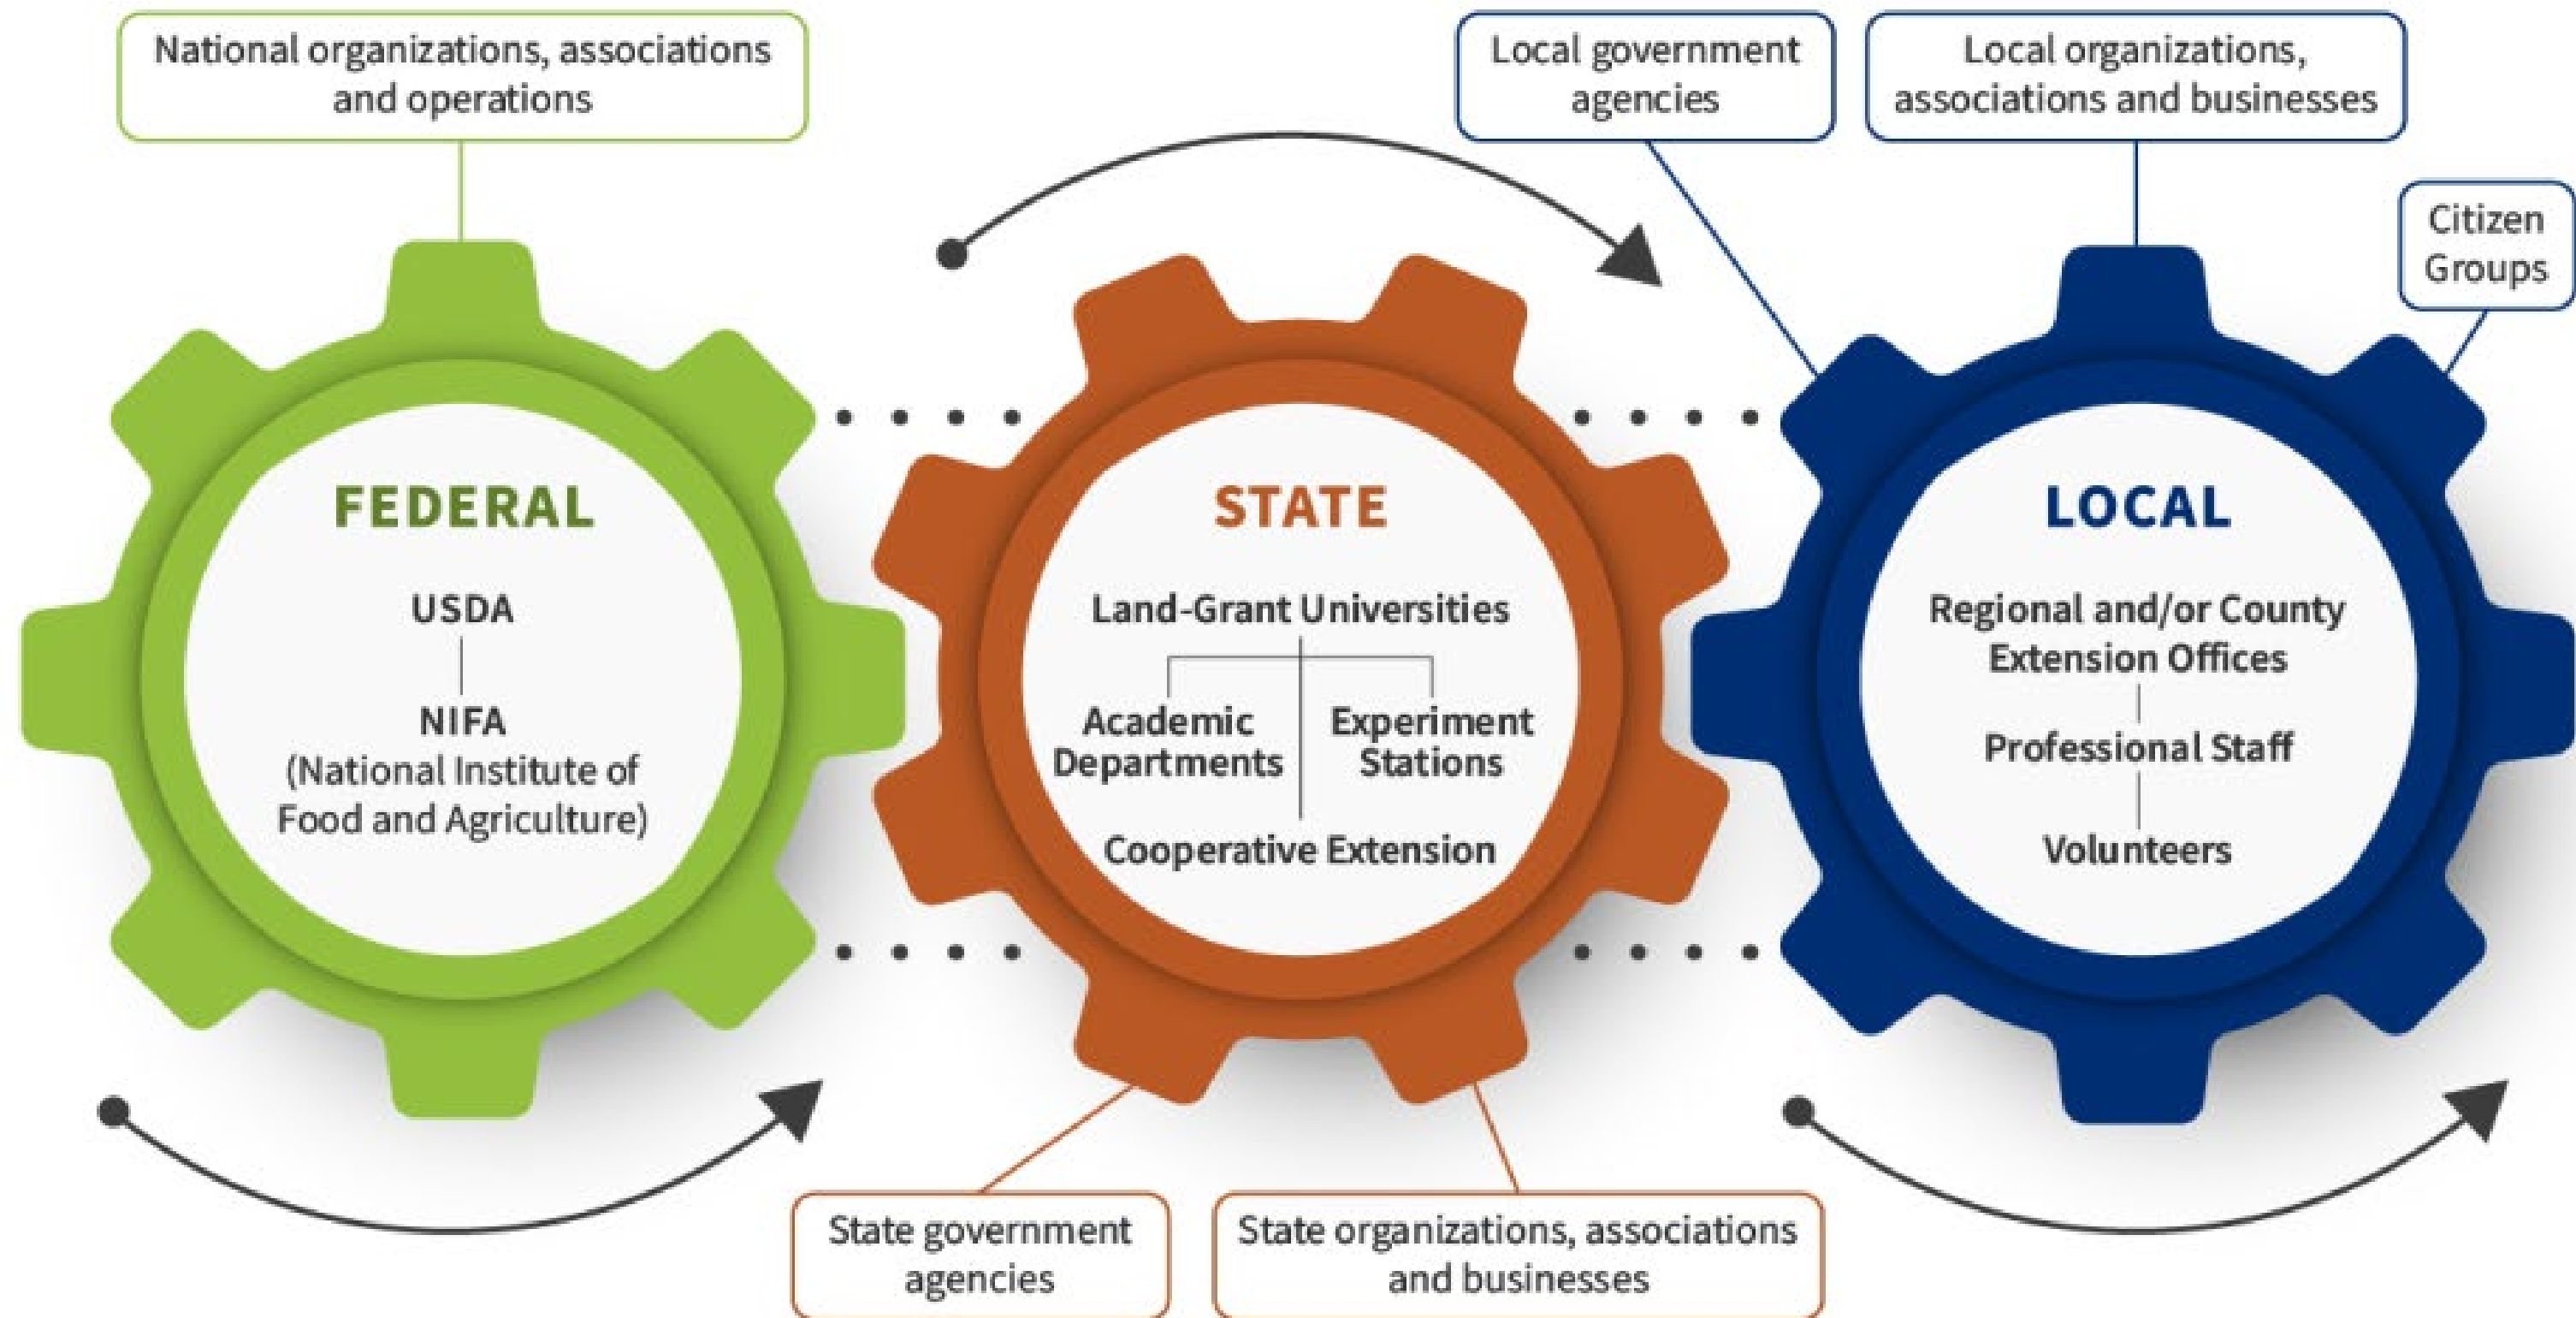 National organizations, associations
and operations
Local government
agencies
Local organizations,
associations and businesses
Citizen
Groups
FEDERAL
USDA
NIFA
(National Institute of
Food and Agriculture)
STATE
Land-Grant Universities
Academic
Departments
Experiment
Stations
Cooperative Extension
LOCAL
Regional and/or County
Extension Offices
Professional Staff
Volunteers
State government
agencies
State organizations, associations
and businesses